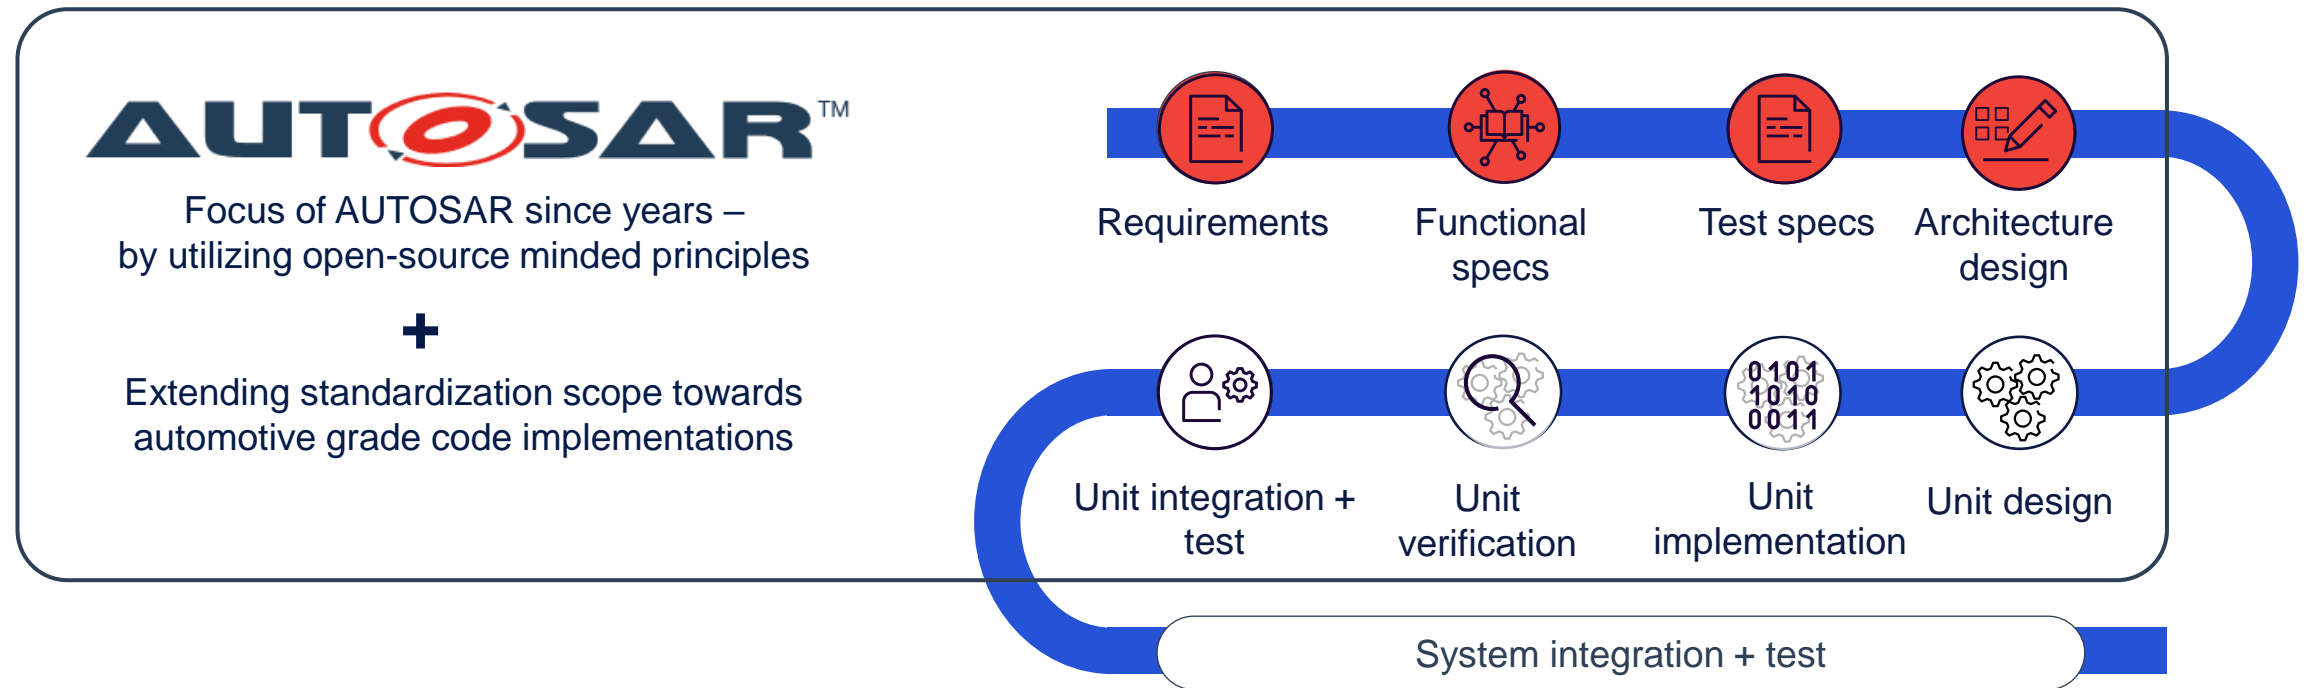 AUTOSAR™
Focus of AUTOSAR since years –
by utilizing open-source minded principles
+
Extending standardization scope towards
automotive grade code implementations
Requirements
Functional
specs
Test specs
Architecture
design
0101
1010
0011
Unit integration +
test
Unit
verification
Unit
implementation
Unit design
System integration + test